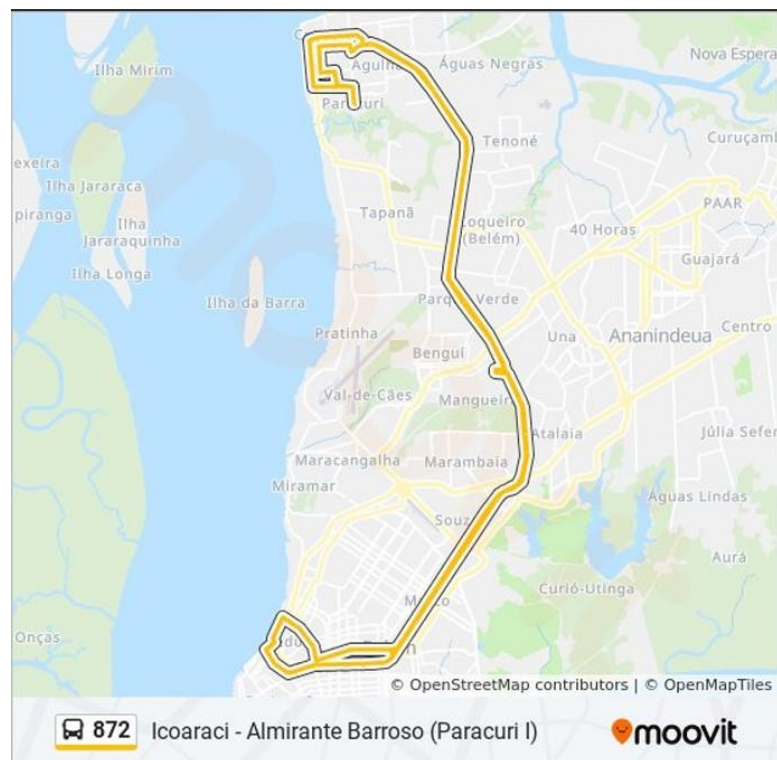 Ilha Mirim
Agulha
Águas Negras
Nova Espera
Paracuri
Tenoné
Curuçamb
exeira
Ilha Jararaca
piranga
Ilha
Jararaquinha
Ilha Longa
Tapanã
Coqueiro
(Belém)
40 Horas
PAAR
Guajará
Ilha da Barra
Parque Verde
Pratinha
Una
Ananindeua
Centro
Benguí
Val-de-Cães
Mangueir
Atalaia
Júlia Sefer
Maracangalha
Marambaia
Miramar
Águas Lindas
Souz
Aurá
Curió-Utinga
Onças
© OpenStreetMap contributors | © OpenMapTiles
872 Icoaraci - Almirante Barroso (Paracuri I)
moovit